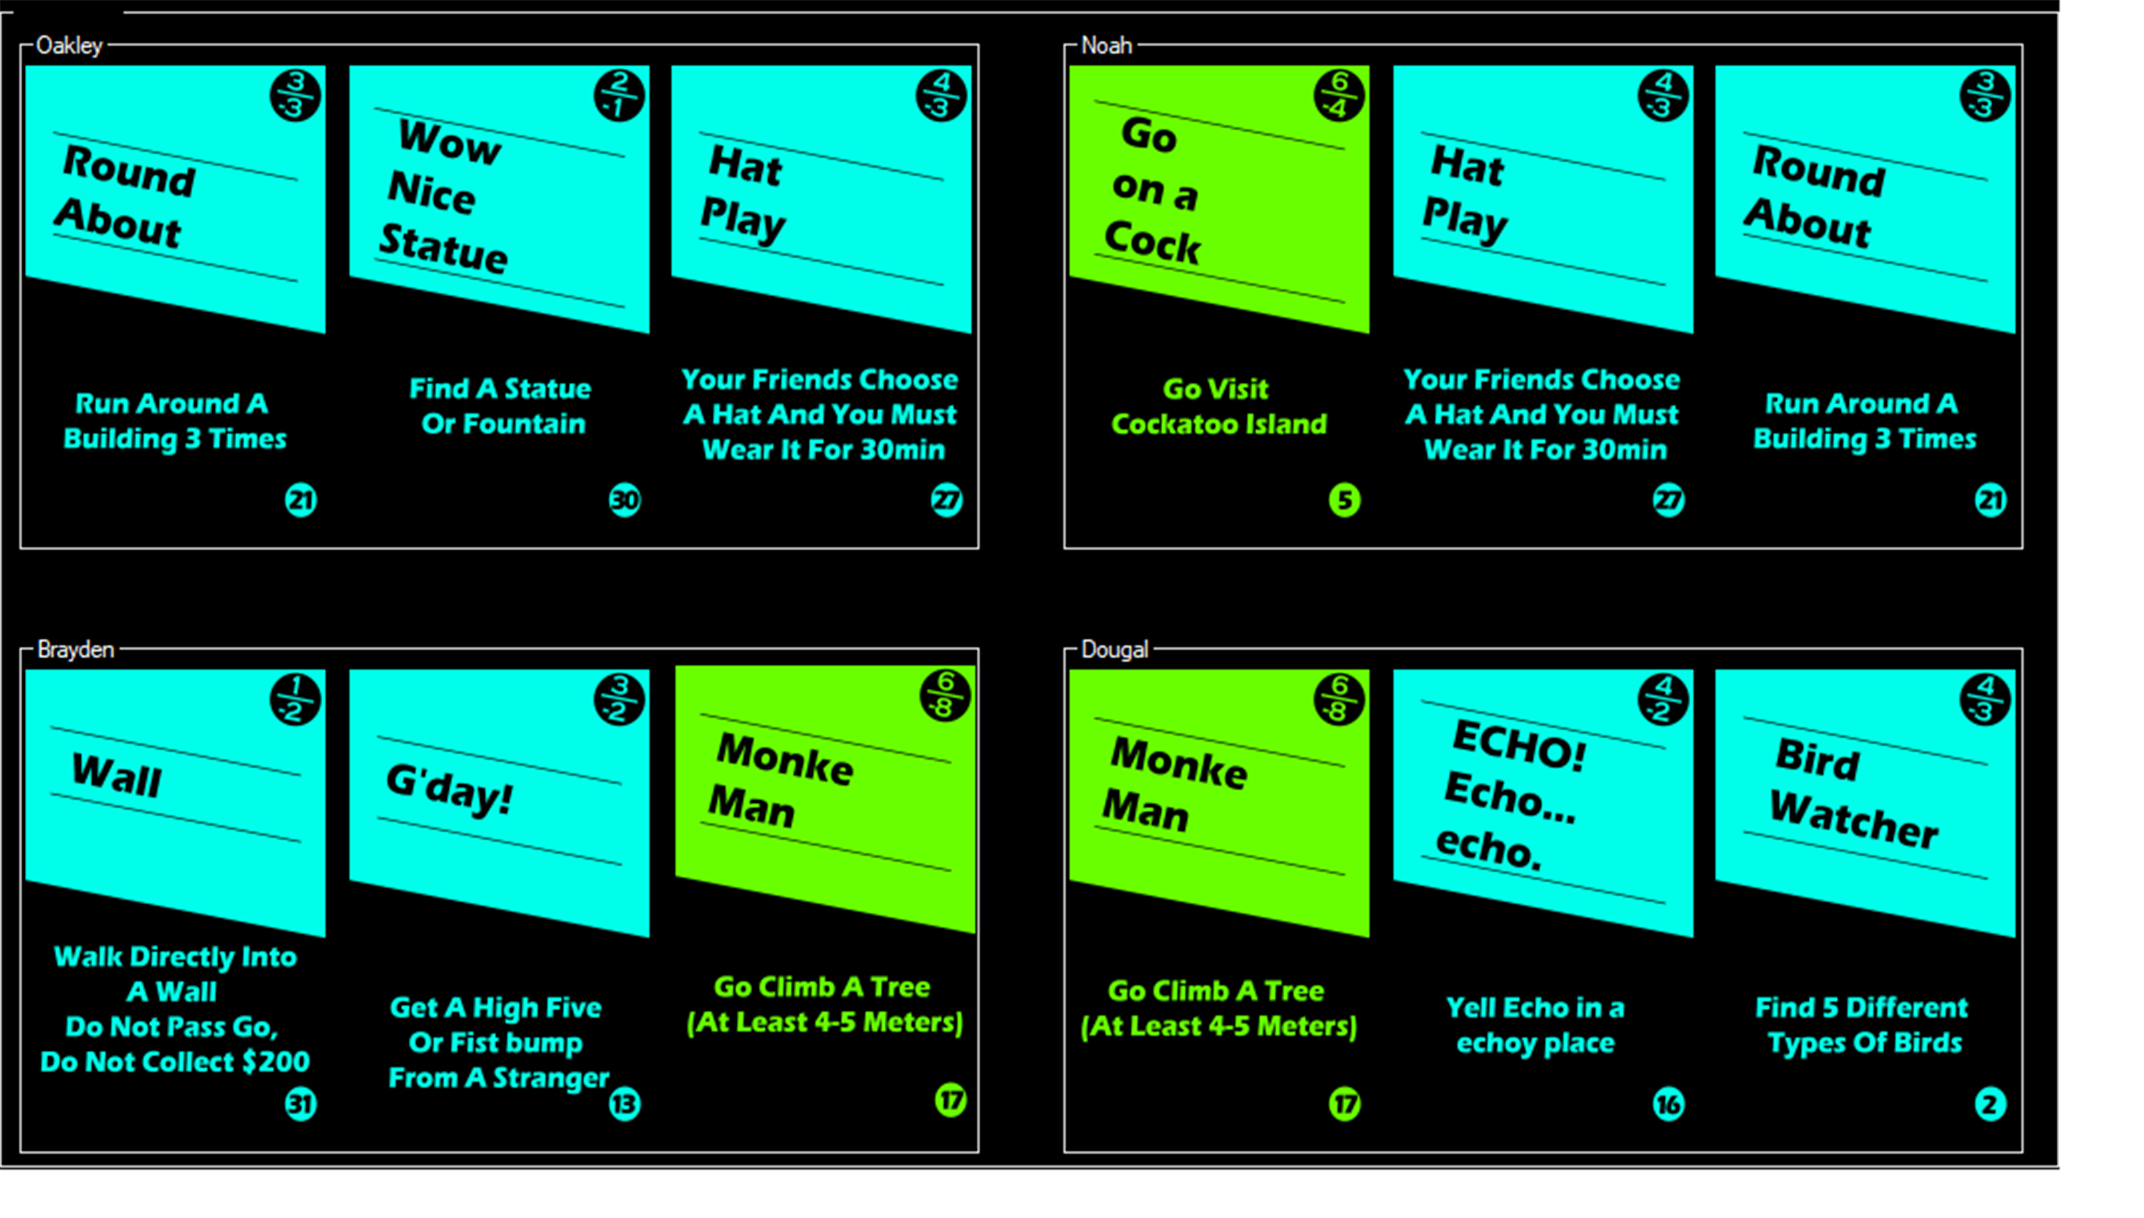 Oakley
3
-3
Round
About
Run Around A
Building 3 Times
21
2
-1
Wow
Nice
Statue
Find A Statue
Or Fountain
30
4
-3
Hat
Play
Your Friends Choose
A Hat And You Must
Wear It For 30min
27
Noah
6
-4
Go
on a
Cock
Go Visit
Cockatoo Island
5
4
-3
Hat
Play
Your Friends Choose
A Hat And You Must
Wear It For 30min
27
3
-3
Round
About
Run Around A
Building 3 Times
21
Brayden
1
-2
Wall
Walk Directly Into
A Wall
Do Not Pass Go,
Do Not Collect $200
31
3
-2
G'day!
Get A High Five
Or Fist bump
From A Stranger
13
6
-8
Monke
Man
Go Climb A Tree
(At Least 4-5 Meters)
17
Dougal
6
-8
Monke
Man
Go Climb A Tree
(At Least 4-5 Meters)
17
4
-2
ECHO!
Echo...
echo.
Yell Echo in a
echoy place
16
4
-3
Bird
Watcher
Find 5 Different
Types Of Birds
2